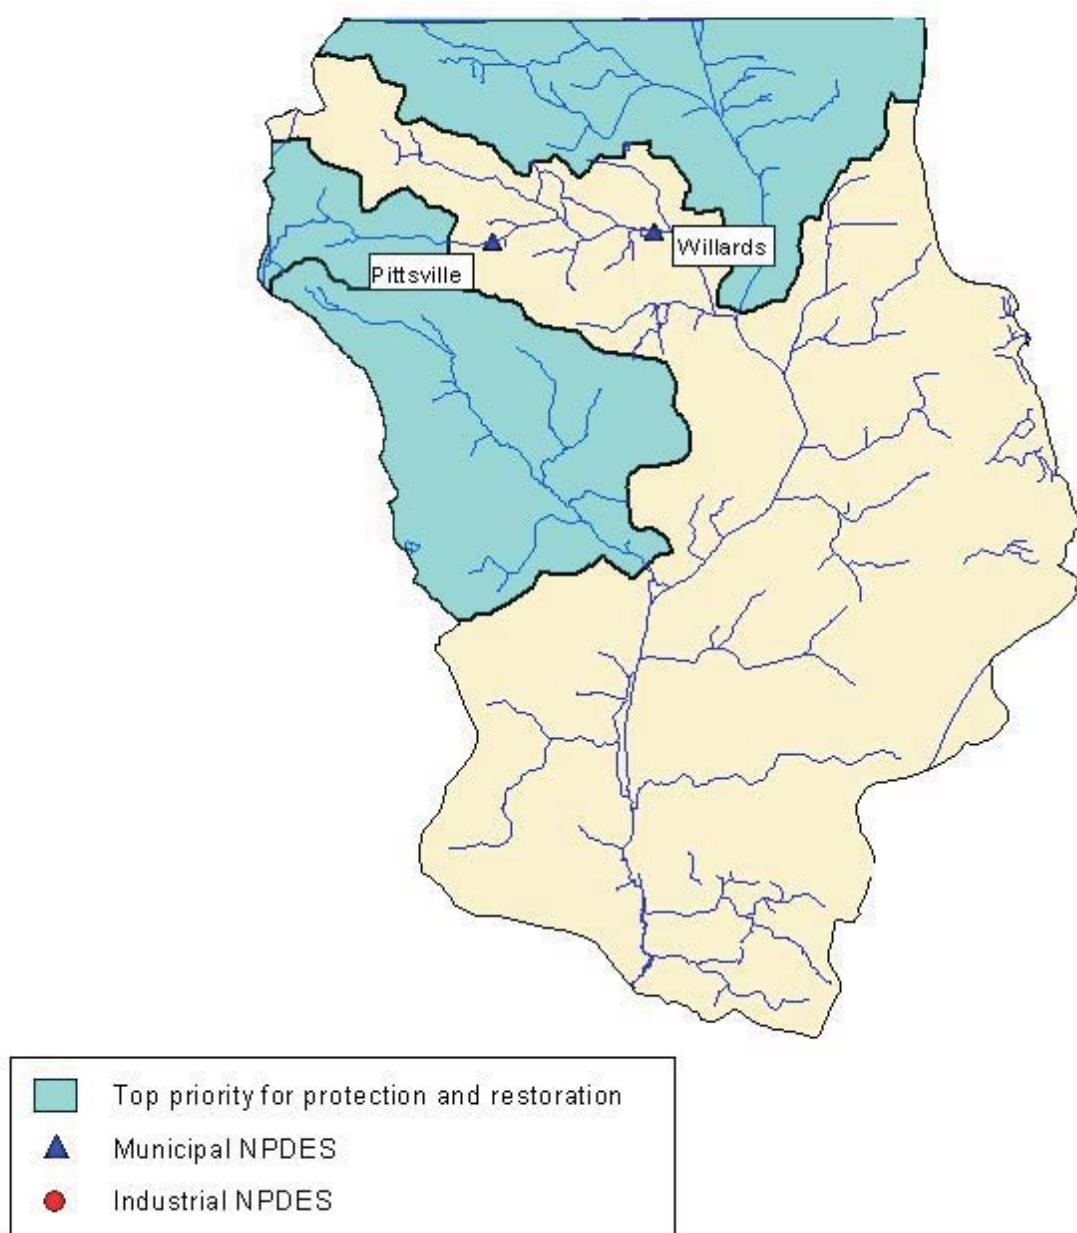 Willards
Pittsville
Top priority for protection and restoration
Municipal NPDES
Industrial NPDES